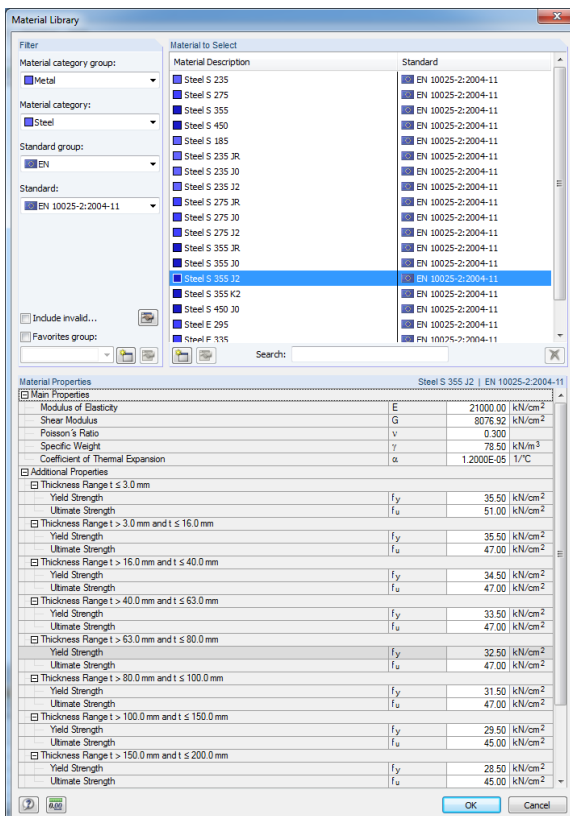 Material Library
Filter
Material category group:
Metal
Material category:
Steel
Standard group:
EN
Standard:
EN 10025-2:2004-11
Include invalid...
Favorites group:
Material to Select
Material Description Standard
Steel S 235 EN 10025-2:2004-11
Steel S 275 EN 10025-2:2004-11
Steel S 355 EN 10025-2:2004-11
Steel S 450 EN 10025-2:2004-11
Steel S 185 EN 10025-2:2004-11
Steel S 235 JR EN 10025-2:2004-11
Steel S 235 J0 EN 10025-2:2004-11
Steel S 235 J2 EN 10025-2:2004-11
Steel S 275 JR EN 10025-2:2004-11
Steel S 275 J0 EN 10025-2:2004-11
Steel S 275 J2 EN 10025-2:2004-11
Steel S 355 JR EN 10025-2:2004-11
Steel S 355 J0 EN 10025-2:2004-11
Steel S 355 J2 EN 10025-2:2004-11
Steel S 355 K2 EN 10025-2:2004-11
Steel S 450 J0 EN 10025-2:2004-11
Steel E 295 EN 10025-2:2004-11
Steel E 335 EN 10025-2:2004-11
Search:
Material Properties Steel S 355 J2 | EN 10025-2:2004-11
Main Properties
Modulus of Elasticity E 21000.00 kN/cm²
Shear Modulus G 8076.92 kN/cm²
Poisson´s Ratio ν 0.300
Specific Weight γ 78.50 kN/m³
Coefficient of Thermal Expansion α 1.2000E-05 1/°C
Additional Properties
Thickness Range t ≤ 3.0 mm
Yield Strength fy 35.50 kN/cm²
Ultimate Strength fu 51.00 kN/cm²
Thickness Range t > 3.0 mm and t ≤ 16.0 mm
Yield Strength fy 35.50 kN/cm²
Ultimate Strength fu 47.00 kN/cm²
Thickness Range t > 16.0 mm and t ≤ 40.0 mm
Yield Strength fy 34.50 kN/cm²
Ultimate Strength fu 47.00 kN/cm²
Thickness Range t > 40.0 mm and t ≤ 63.0 mm
Yield Strength fy 33.50 kN/cm²
Ultimate Strength fu 47.00 kN/cm²
Thickness Range t > 63.0 mm and t ≤ 80.0 mm
Yield Strength fy 32.50 kN/cm²
Ultimate Strength fu 47.00 kN/cm²
Thickness Range t > 80.0 mm and t ≤ 100.0 mm
Yield Strength fy 31.50 kN/cm²
Ultimate Strength fu 47.00 kN/cm²
Thickness Range t > 100.0 mm and t ≤ 150.0 mm
Yield Strength fy 29.50 kN/cm²
Ultimate Strength fu 45.00 kN/cm²
Thickness Range t > 150.0 mm and t ≤ 200.0 mm
Yield Strength fy 28.50 kN/cm²
Ultimate Strength fu 45.00 kN/cm²
0.00
OK Cancel